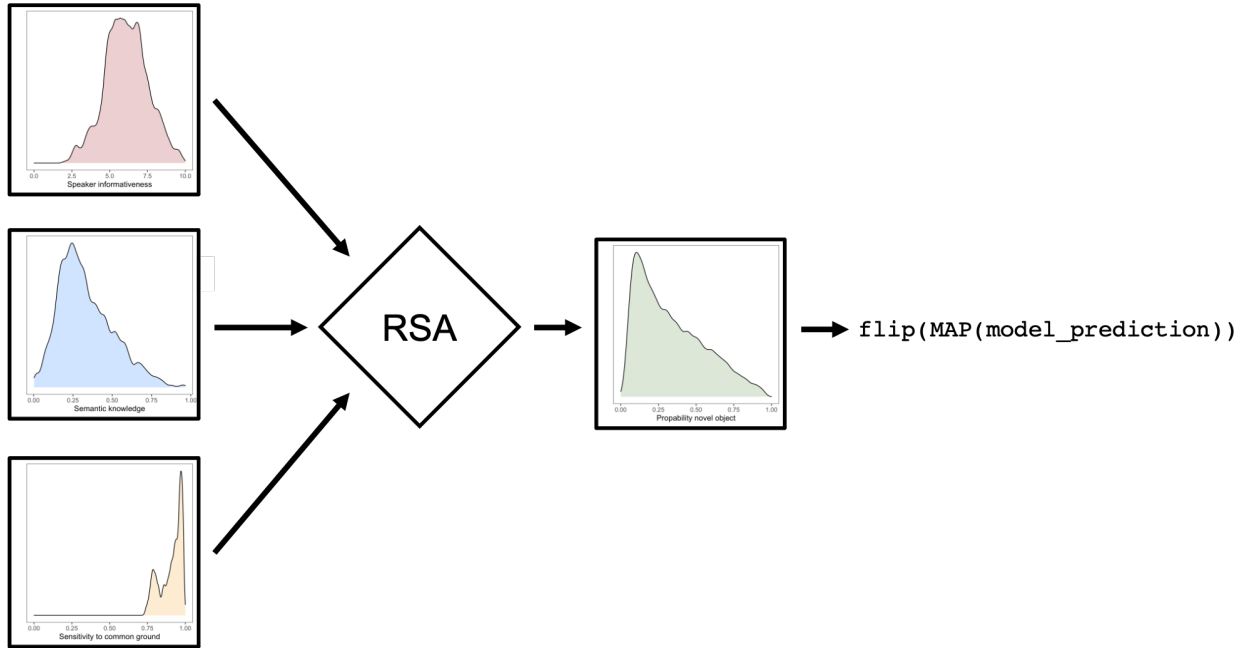 0.0 2.5 5.0 7.5 10.0
Speaker informativeness
0.00 0.25 0.50 0.75 1.00
Semantic knowledge
0.00 0.25 0.50 0.75 1.00
Sensitivity to common ground
RSA
0.00 0.25 0.50 0.75 1.00
Propability novel object
flip(MAP(model_prediction))